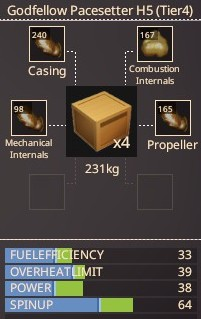 Godfellow Pacesetter H5 (Tier4)
240
167
Casing
Combustion
Internals
98
165
x4
Mechanical
Internals
Propeller
231kg
FUELEFFICIENCY 33
OVERHEATLIMIT 39
POWER 38
SPINUP 64